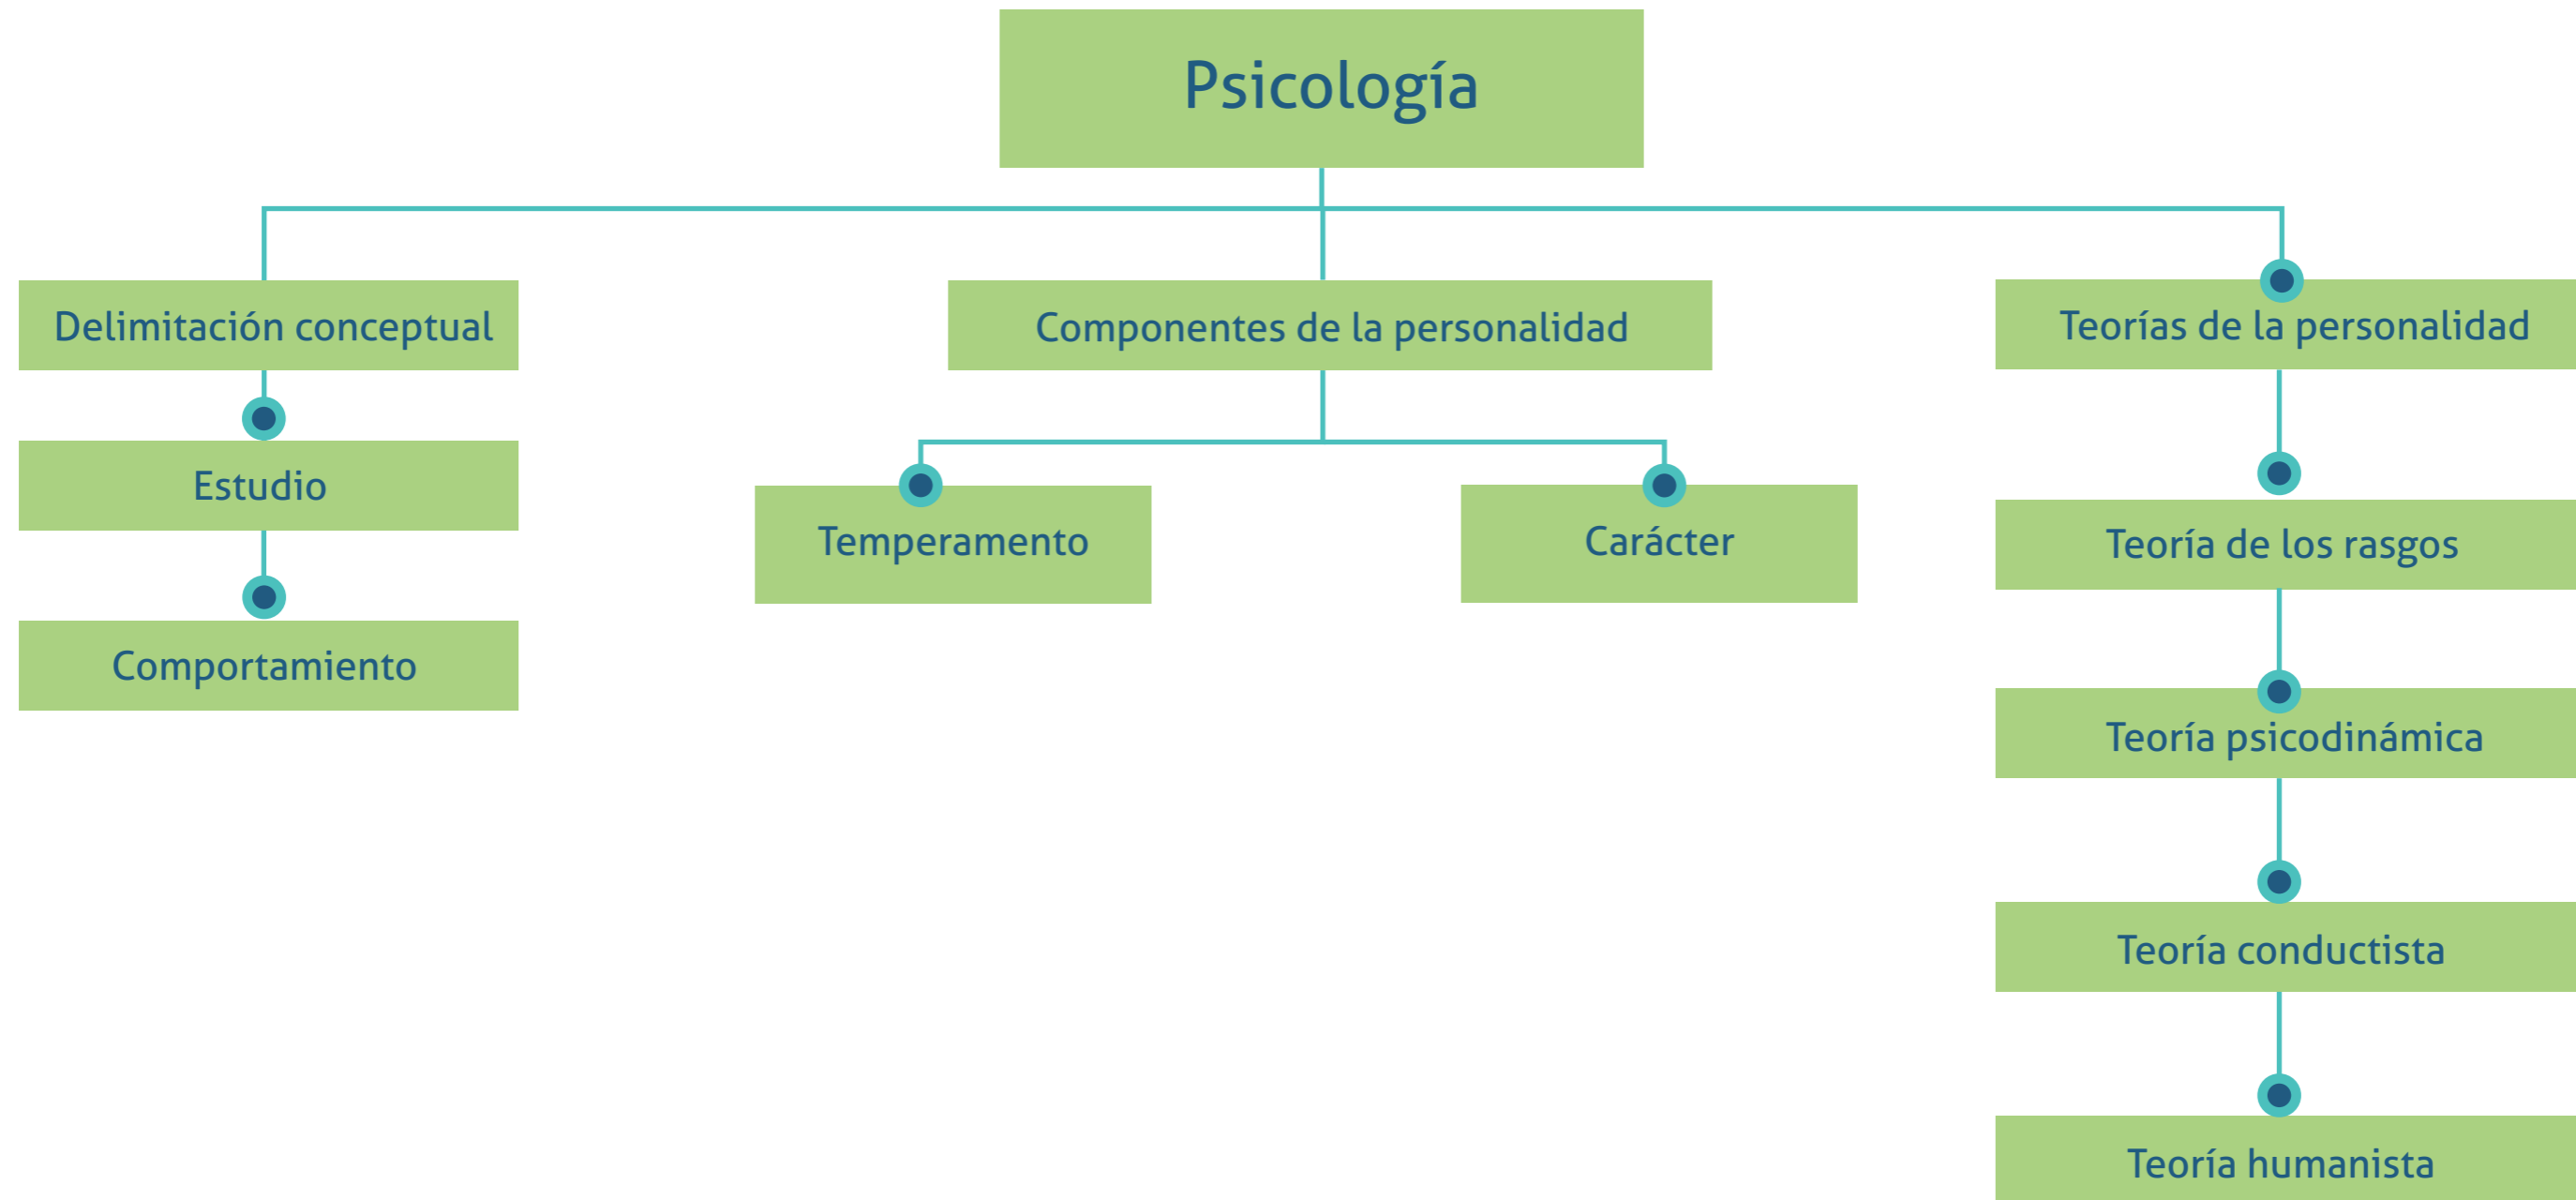 Psicología
Delimitación conceptual
Componentes de la personalidad
Teorías de la personalidad
Estudio
Temperamento
Carácter
Teoría de los rasgos
Comportamiento
Teoría psicodinámica
Teoría conductista
Teoría humanista